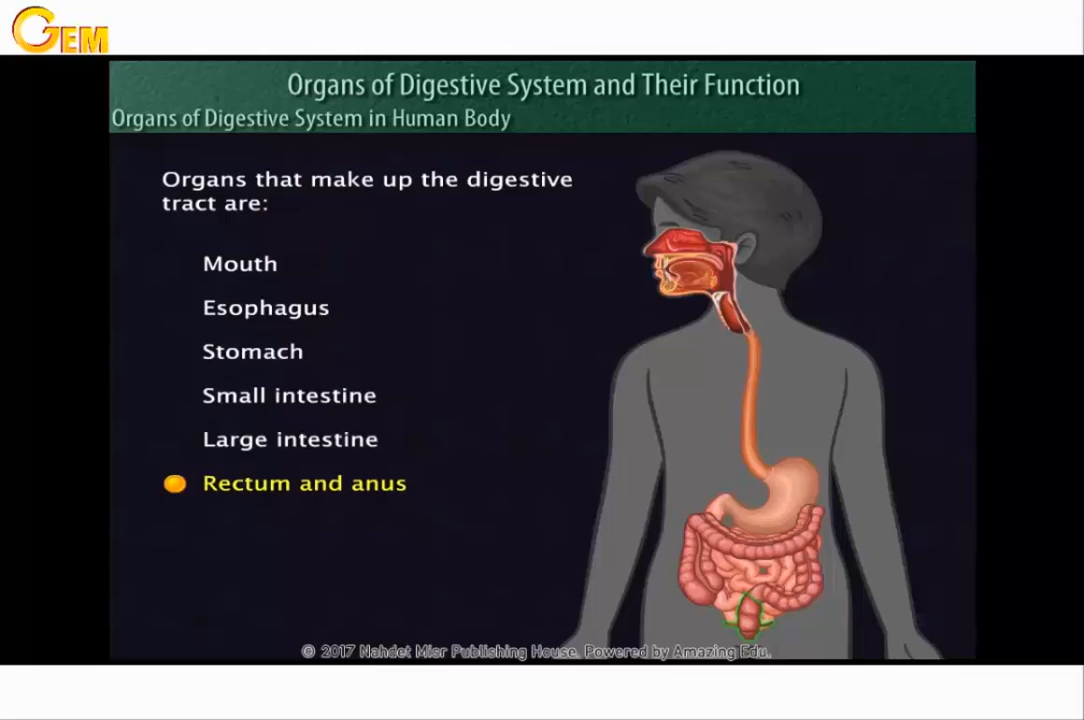 GEM
Organs of Digestive System and Their Function
Organs of Digestive System in Human Body
Organs that make up the digestive
tract are:
Mouth
Esophagus
Stomach
Small intestine
Large intestine
Rectum and anus
© 2017 Nahdet Misr Publishing House. Powered by Amazing Edu.